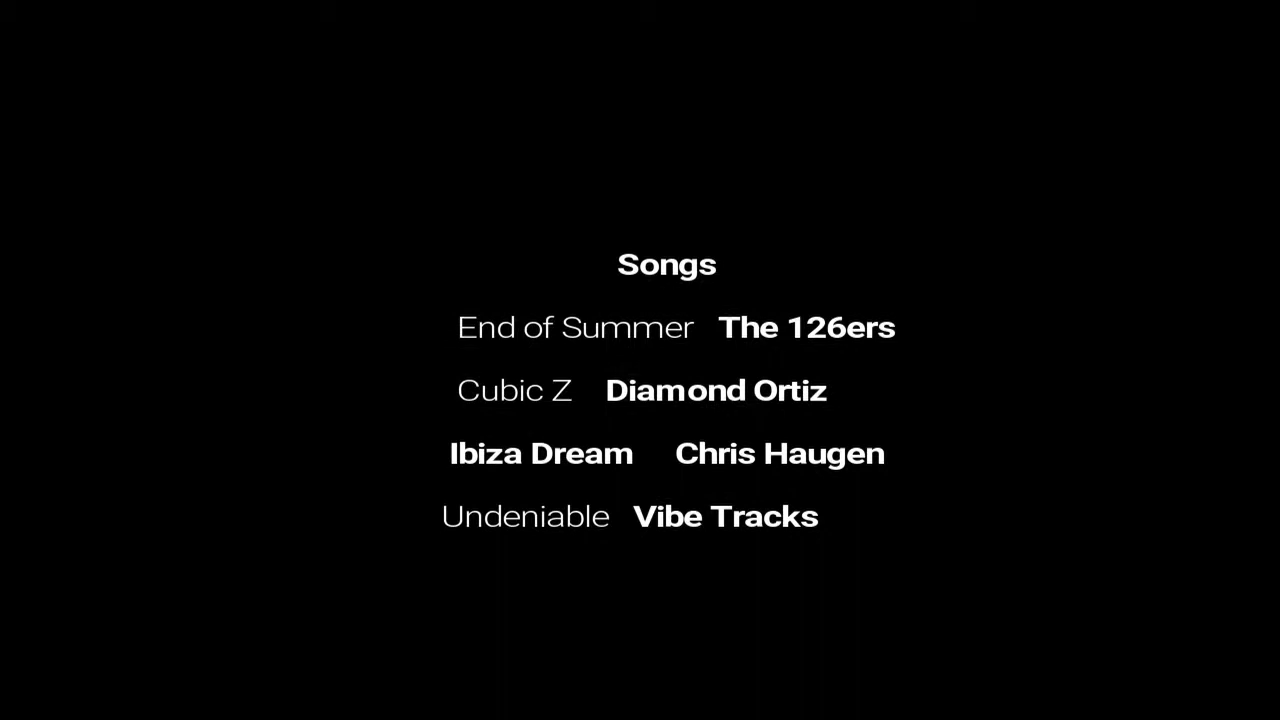 Songs
End of Summer The 126ers
Cubic Z Diamond Ortiz
Ibiza Dream Chris Haugen
Undeniable Vibe Tracks